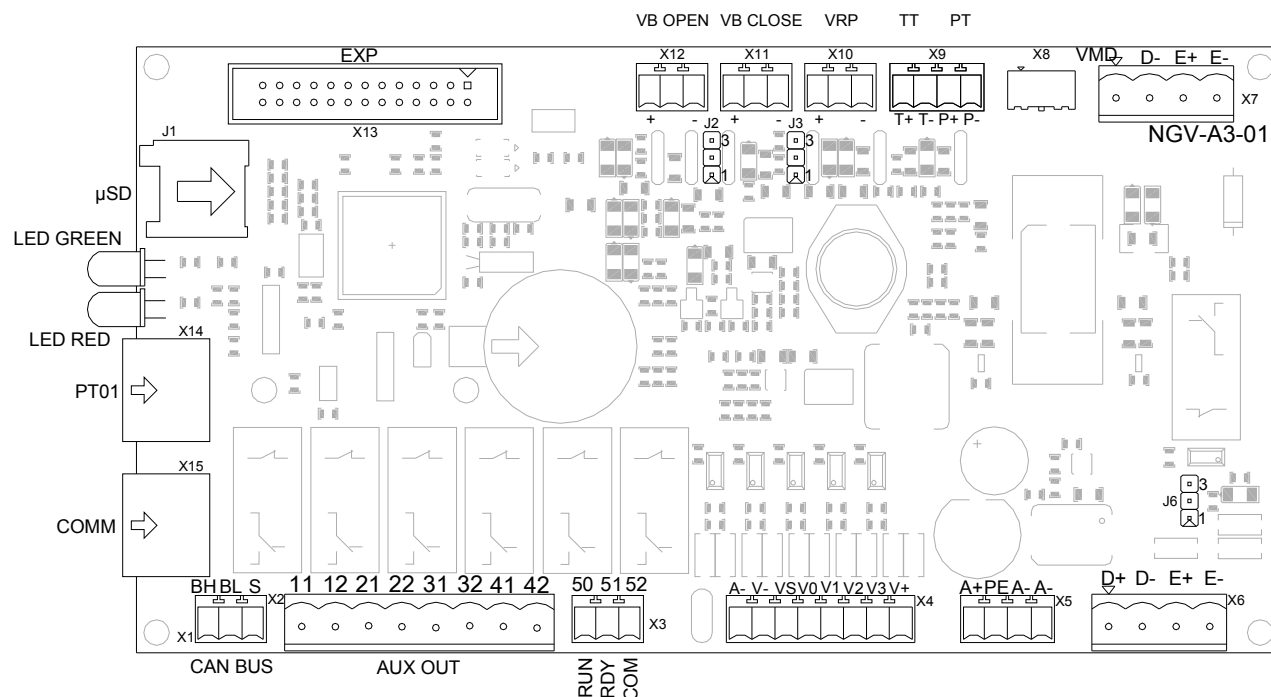 VB OPEN VB CLOSE VRP TT PT
EXP X12 X11 X10 X9 X8 VMD D- E+ E-
X7
+ - + - + - T+ T- P+ P-
J1 X13 J2 J3 NGV-A3-01
3 3
1 1
µSD
LED GREEN
LED RED X14
PT01
X15
3
J6
1
COMM
BH BL S 11 12 21 22 31 32 41 42 50 51 52 A- V- VS V0 V1 V2 V3 V+ A+ PE A- A- D+ D- E+ E-
X1 X2 X3 X4 X5 X6
CAN BUS AUX OUT RUN RDY COM